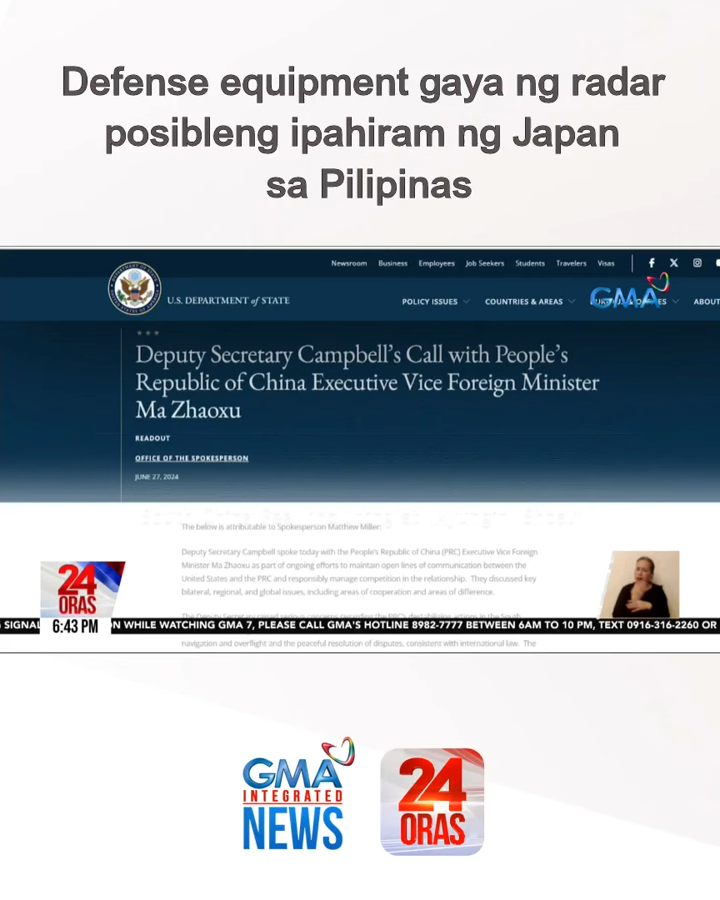 Defense equipment gaya ng radar
posibleng ipahiram ng Japan
sa Pilipinas
Newsroom Business Employees Job Seekers Students Travelers Visas
U.S. DEPARTMENT of STATE
POLICY ISSUES COUNTRIES & AREAS ABOUT
GMA
Deputy Secretary Campbell's Call with People's
Republic of China Executive Vice Foreign Minister
Ma Zhaoxu
READOUT
OFFICE OF THE SPOKESPERSON
JUNE 27, 2024
The below is attributable to Spokesperson Matthew Miller:
Deputy Secretary Campbell spoke today with the People's Republic of China (PRC) Executive Vice Foreign
Minister Ma Zhaoxu as part of ongoing efforts to maintain open lines of communication between the
United States and the PRC and responsibly manage competition in the relationship. They discussed key
bilateral, regional, and global issues, including areas of cooperation and areas of difference.
24
ORAS
6:43 PM
SIGNAL N WHILE WATCHING GMA 7, PLEASE CALL GMA'S HOTLINE 8982-7777 BETWEEN 6AM TO 10 PM, TEXT 0916-316-2260 OR
navigation and overflight and the peaceful resolution of disputes, consistent with international law. The
GMA
INTEGRATED
NEWS
24
ORAS